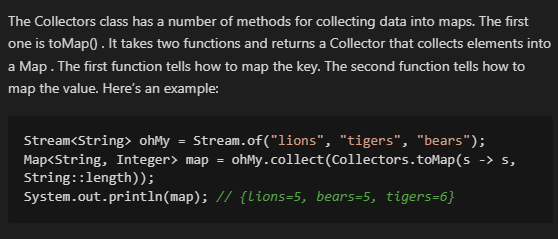 The Collectors class has a number of methods for collecting data into maps. The first
one is toMap() . It takes two functions and returns a Collector that collects elements into
a Map . The first function tells how to map the key. The second function tells how to
map the value. Here's an example:
Stream<String> ohMy = Stream.of("lions", "tigers", "bears");
Map<String, Integer> map = ohMy.collect(Collectors.toMap(s -> s,
String::length));
System.out.println(map); // {lions=5, bears=5, tigers=6}